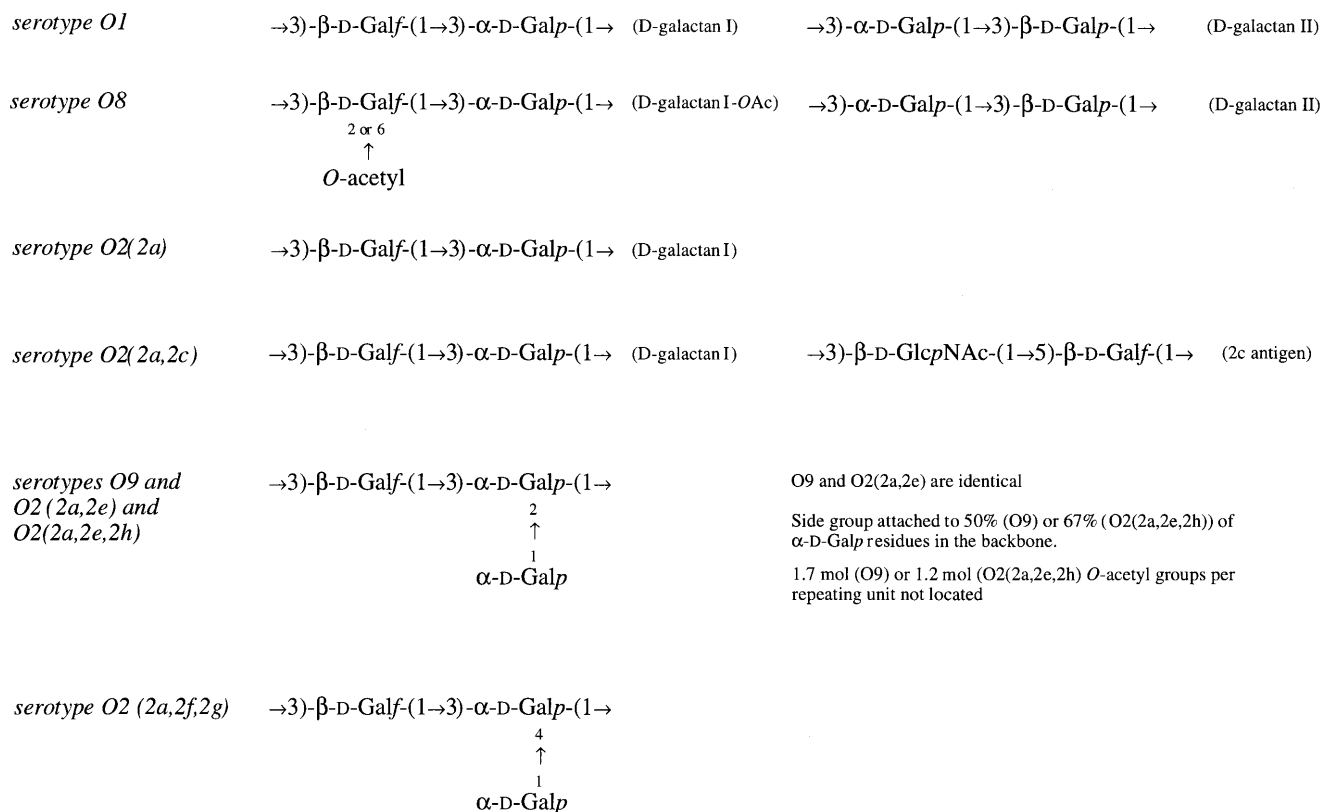 serotype O1 →3)-β-D-Galf-(1→3)-α-D-Galp-(1→ (D-galactan I) →3)-α-D-Galp-(1→3)-β-D-Galp-(1→ (D-galactan II)
serotype O8 →3)-β-D-Galf-(1→3)-α-D-Galp-(1→ (D-galactan I-OAc) →3)-α-D-Galp-(1→3)-β-D-Galp-(1→ (D-galactan II)
2 or 6
↑
O-acetyl
serotype O2(2a) →3)-β-D-Galf-(1→3)-α-D-Galp-(1→ (D-galactan I)
serotype O2(2a,2c) →3)-β-D-Galf-(1→3)-α-D-Galp-(1→ (D-galactan I) →3)-β-D-GlcpNAc-(1→5)-β-D-Galf-(1→ (2c antigen)
serotypes O9 and
O2 (2a,2e) and
O2(2a,2e,2h)
→3)-β-D-Galf-(1→3)-α-D-Galp-(1→
2
↑
1
α-D-Galp
O9 and O2(2a,2e) are identical
Side group attached to 50% (O9) or 67% (O2(2a,2e,2h)) of
α-D-Galp residues in the backbone.
1.7 mol (O9) or 1.2 mol (O2(2a,2e,2h) O-acetyl groups per
repeating unit not located
serotype O2 (2a,2f,2g) →3)-β-D-Galf-(1→3)-α-D-Galp-(1→
4
↑
1
α-D-Galp